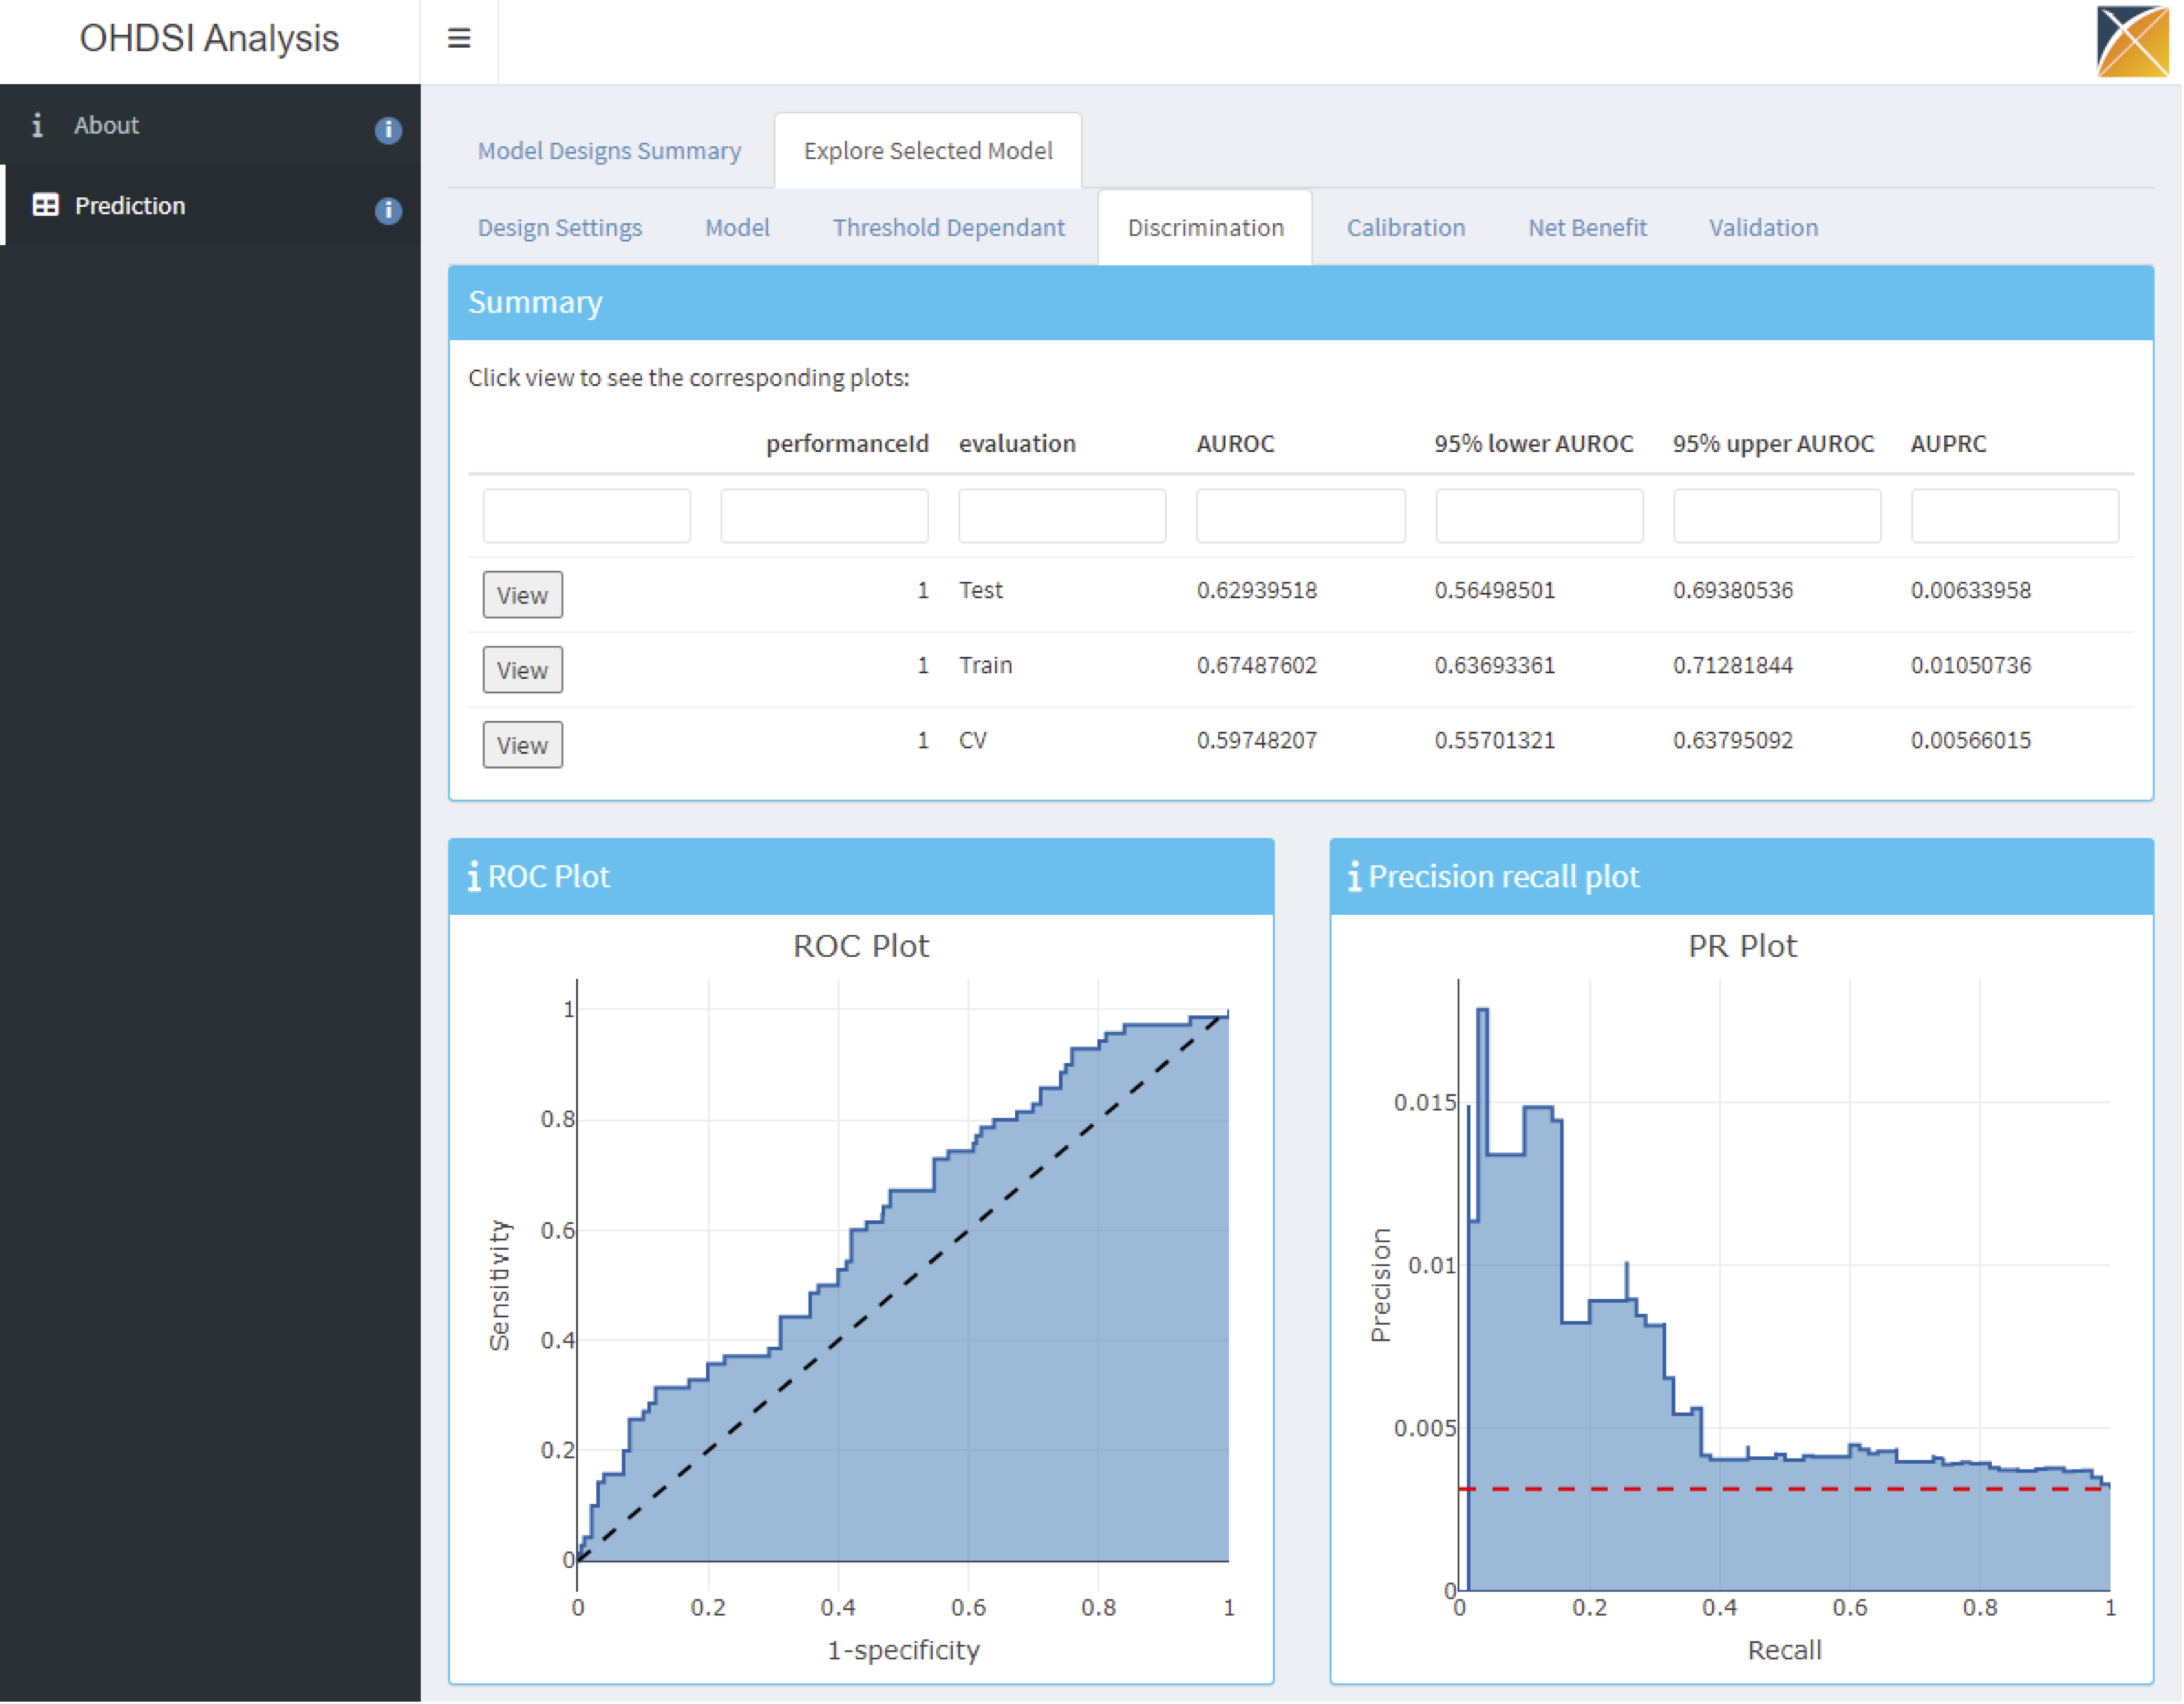 OHDSI Analysis
About
Prediction
Model Designs Summary Explore Selected Model
Design Settings Model Threshold Dependant Discrimination Calibration Net Benefit Validation
Summary
Click view to see the corresponding plots:
performanceId evaluation AUROC 95% lower AUROC 95% upper AUROC AUPRC
View 1 Test 0.62939518 0.56498501 0.69380536 0.00633958
View 1 Train 0.67487602 0.63693361 0.71281844 0.01050736
View 1 CV 0.59748207 0.55701321 0.63795092 0.00566015
i ROC Plot
ROC Plot
1
0.8
0.6
0.4
0.2
0
Sensitivity
0 0.2 0.4 0.6 0.8 1
1-specificity
i Precision recall plot
PR Plot
0.015
0.01
0.005
0
Precision
0 0.2 0.4 0.6 0.8 1
Recall